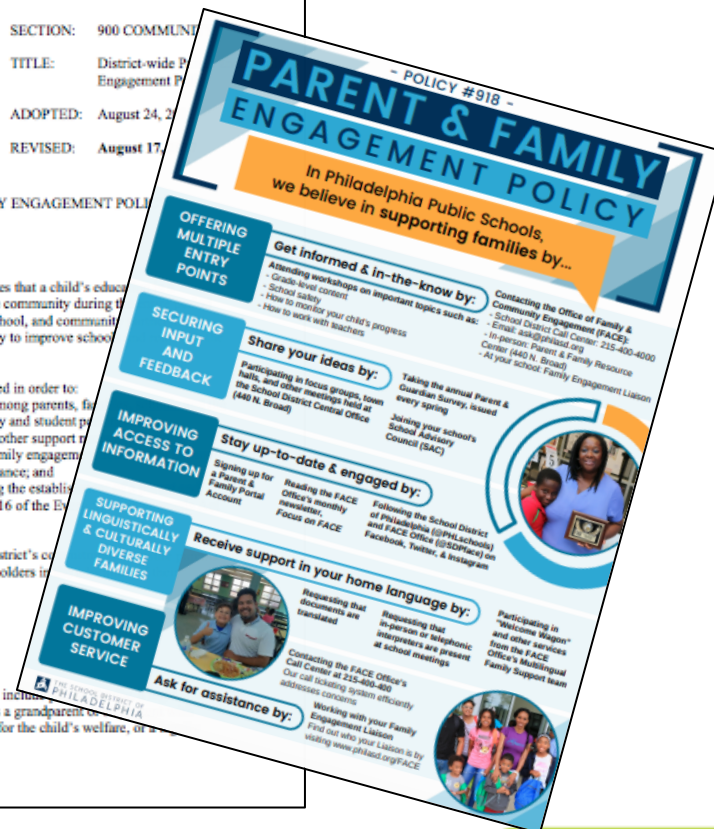 SECTION: 900 COMMUNI
TITLE: District-wide P
Engagement P
ADOPTED: August 24, 2
REVISED: August 17,
Y ENGAGEMENT POLI
es that a child's educa
community during th
hool, and communit
y to improve school
ed in order to:
mong parents, fa
y and student pa
other support n
mily engagem
ance; and
g the establis
16 of the Ev
strict's co
olders in
inclu
a grandparent o
for the child's welfare, or a
- POLICY #918 -
PARENT & FAMILY
ENGAGEMENT POLICY
In Philadelphia Public Schools,
we believe in supporting families by...
OFFERING
MULTIPLE
ENTRY
POINTS
Get informed & in-the-know by:
Attending workshops on important topics such as:
- Grade-level content
- School safety
- How to monitor your child's progress
- How to work with teachers
Contacting the Office of Family &
Community Engagement (FACE):
- School District Call Center: 215-400-4000
- Email: ask@philasd.org
- In-person: Parent & Family Resource
Center (440 N. Broad)
- At your school: Family Engagement Liaison
SECURING
INPUT
AND
FEEDBACK
Share your ideas by:
Participating in focus groups, town
halls, and other meetings held at
the School District Central Office
(440 N. Broad)
Taking the annual Parent &
Guardian Survey, issued
every spring
Joining your school's
School Advisory
Council (SAC)
IMPROVING
ACCESS TO
INFORMATION
Stay up-to-date & engaged by:
Signing up for
a Parent &
Family Portal
Account
Reading the FACE
Office's monthly
newsletter,
Focus on FACE
Following the School District
of Philadelphia (@PHLschools)
and FACE Office (@SDPface) on
Facebook, Twitter, & Instagram
SUPPORTING
LINGUISTICALLY
& CULTURALLY
DIVERSE
FAMILIES
Receive support in your home language by:
Requesting that
documents are
translated
Requesting that
in-person or telephonic
interpreters are present
at school meetings
Participating in
"Welcome Wagon"
and other services
from the FACE
Office's Multilingual
Family Support team
IMPROVING
CUSTOMER
SERVICE
Ask for assistance by:
Contacting the FACE Office's
Call Center at 215-400-400
Our call ticketing system efficiently
addresses concerns
Working with your Family
Engagement Liaison
Find out who your Liaison is by
visiting www.philasd.org/FACE
THE SCHOOL DISTRICT OF
PHILADELPHIA